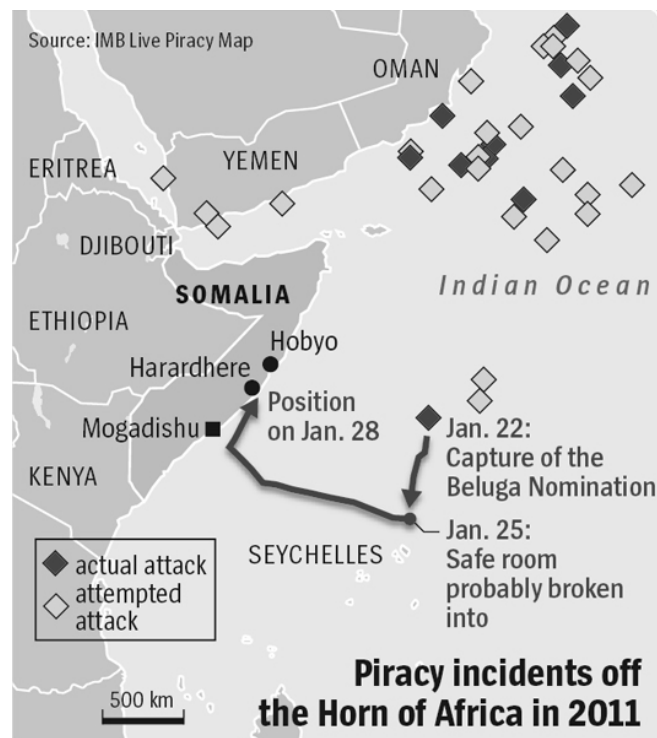 Source: IMB Live Piracy Map
OMAN
ERITREA
YEMEN
DJIBOUTI
SOMALIA
Indian Ocean
ETHIOPIA
Hobyo
Harardhere
Position
on Jan. 28
Mogadishu
Jan. 22:
Capture of the
Beluga Nomination
KENYA
Jan. 25:
Safe room
probably broken
into
SEYCHELLES
actual attack
attempted
attack
500 km
Piracy incidents off
the Horn of Africa in 2011